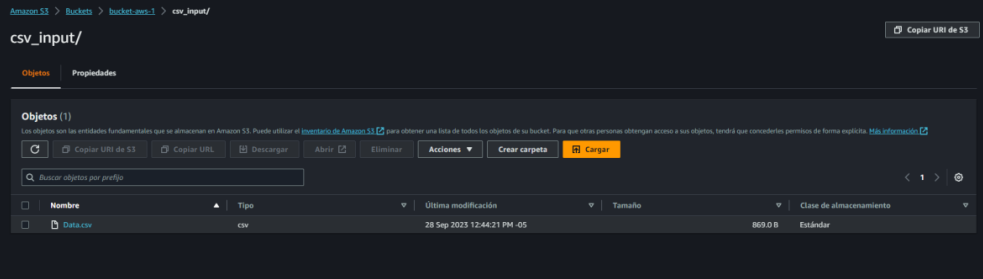 Amazon S3 > Buckets > bucket-aws-1 > csv_input/
csv_input/
Copiar URI de S3
Objetos Propiedades
Objetos (1)
Los objetos son las entidades fundamentales que se almacenan en Amazon S3. Puede utilizar el inventario de Amazon S3 para obtener una lista de todos los objetos de su bucket. Para que otras personas obtengan acceso a sus objetos, tendrá que concederles permisos de forma explícita. Más información
Copiar URI de S3 Copiar URL Descargar Abrir Eliminar Acciones Crear carpeta Cargar
Buscar objetos por prefijo
< 1 >
Nombre Tipo Última modificación Tamaño Clase de almacenamiento
Data.csv csv 28 Sep 2023 12:44:21 PM -05 869.0 B Estándar